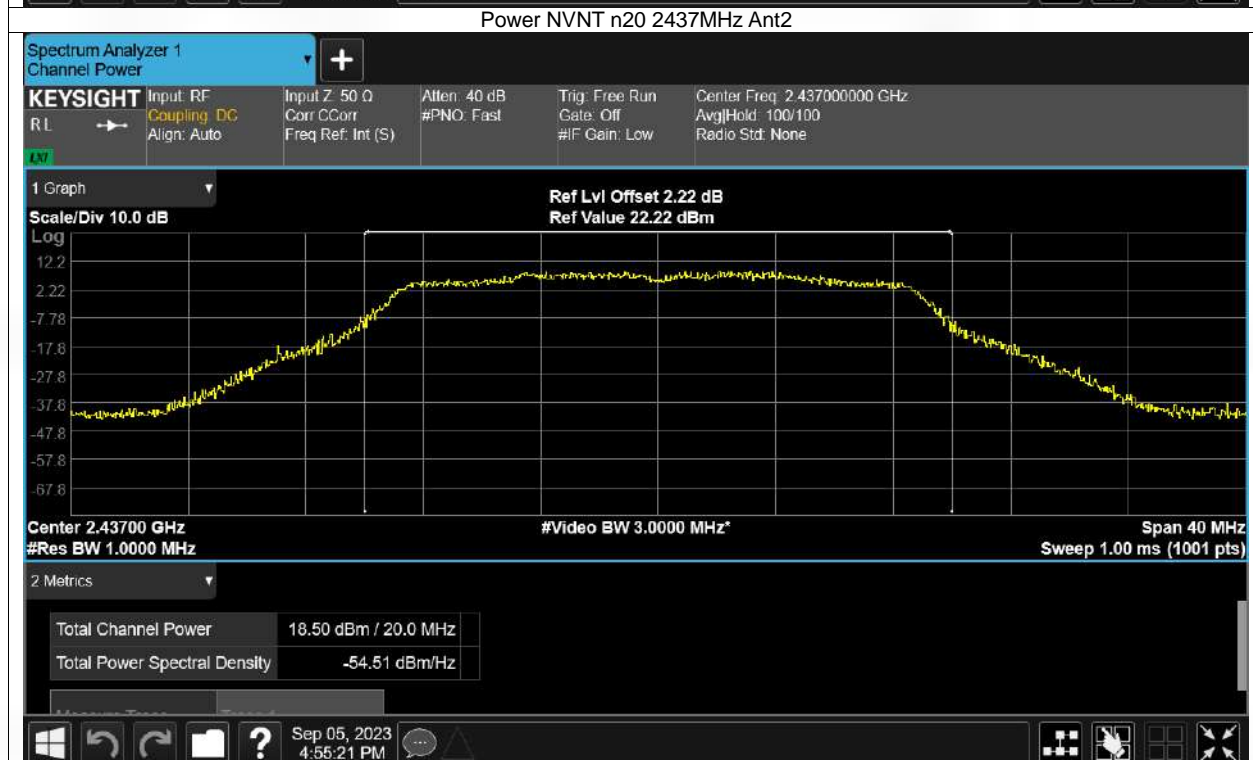 Power NVNT n20 2437MHz Ant2
Spectrum Analyzer 1
Channel Power
KEYSIGHT Input: RF Input Z: 50 Ω Atten: 40 dB Trig: Free Run Center Freq: 2.437000000 GHz
RL Coupling: DC Corr CCorr #PNO: Fast Gate: Off Avg|Hold: 100/100
Align: Auto Freq Ref: Int (S) #IF Gain: Low Radio Std: None
LXI
1 Graph
Ref Lvl Offset 2.22 dB
Scale/Div 10.0 dB Ref Value 22.22 dBm
Log
12.2
2.22
-7.78
-17.8
-27.8
-37.8
-47.8
-57.8
-67.8
Center 2.43700 GHz #Video BW 3.0000 MHz* Span 40 MHz
#Res BW 1.0000 MHz Sweep 1.00 ms (1001 pts)
2 Metrics
Total Channel Power 18.50 dBm / 20.0 MHz
Total Power Spectral Density -54.51 dBm/Hz
? Sep 05, 2023
4:55:21 PM